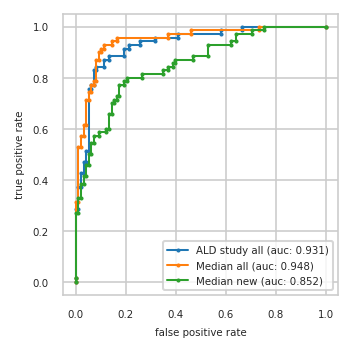 1.0
0.8
0.6
0.4
0.2
0.0
true positive rate
ALD study all (auc: 0.931)
Median all (auc: 0.948)
Median new (auc: 0.852)
0.0 0.2 0.4 0.6 0.8 1.0
false positive rate